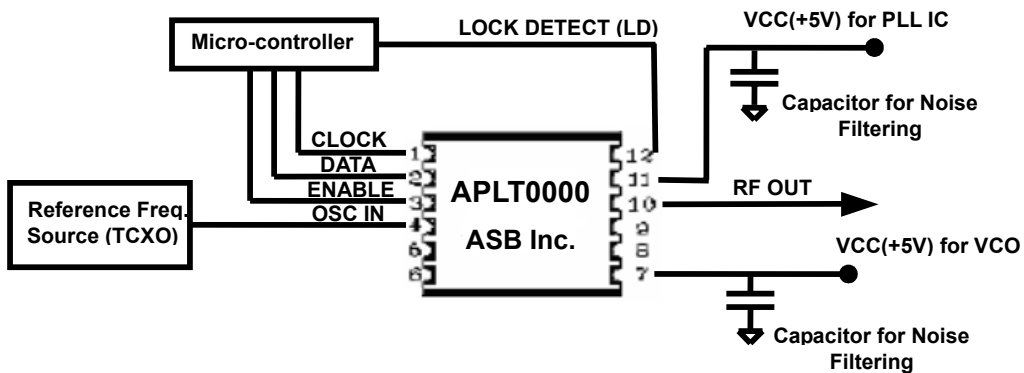 VCC(+5V) for PLL IC
Micro-controller
LOCK DETECT (LD)
Capacitor for Noise
Filtering
CLOCK
DATA
ENABLE
OSC IN
1
2
3
4
5
6
12
11
10
9
8
7
APLT0000
ASB Inc.
RF OUT
Reference Freq.
Source (TCXO)
VCC(+5V) for VCO
Capacitor for Noise
Filtering